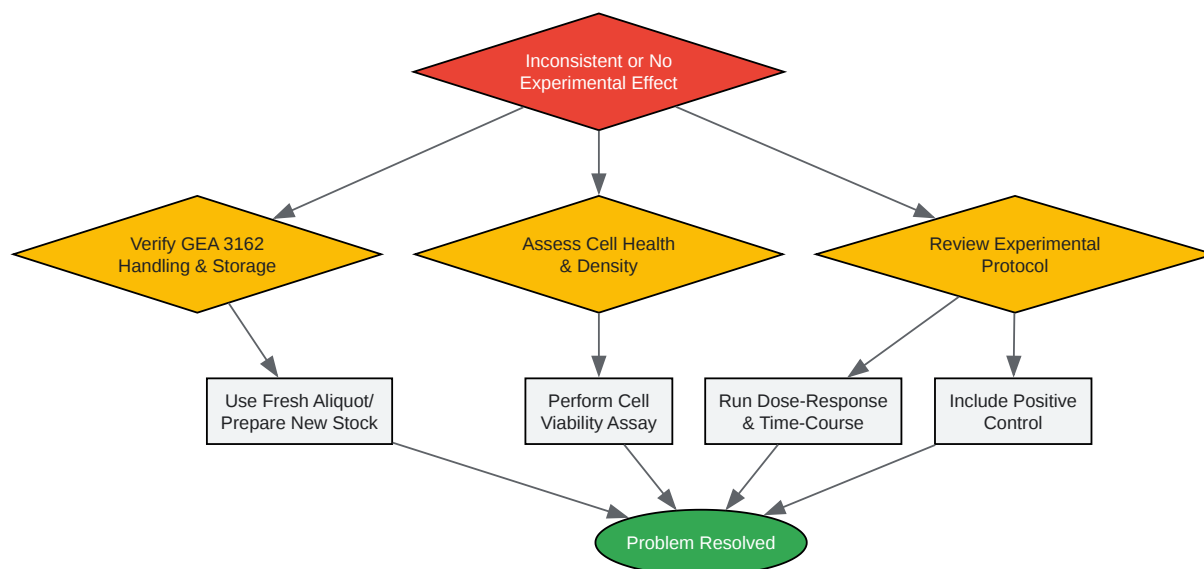 Inconsistent or No
Experimental Effect
Verify GEA 3162
Handling & Storage
Assess Cell Health
& Density
Review Experimental
Protocol
Use Fresh Aliquot/
Prepare New Stock
Perform Cell
Viability Assay
Run Dose-Response
& Time-Course
Include Positive
Control
Problem Resolved